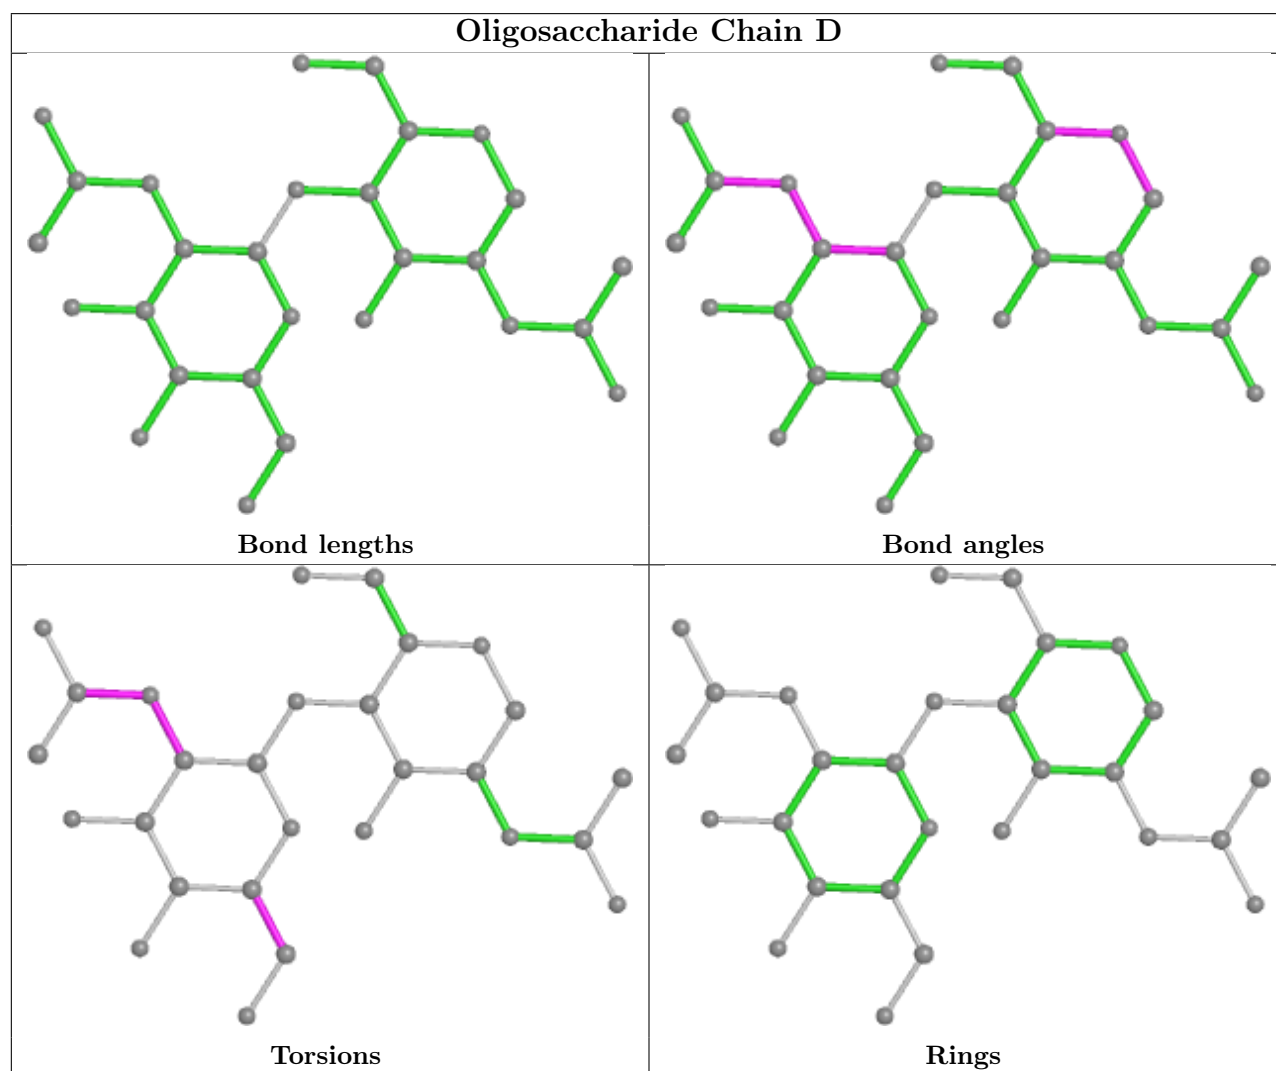 Oligosaccharide Chain D
Bond lengths
Bond angles
Torsions
Rings